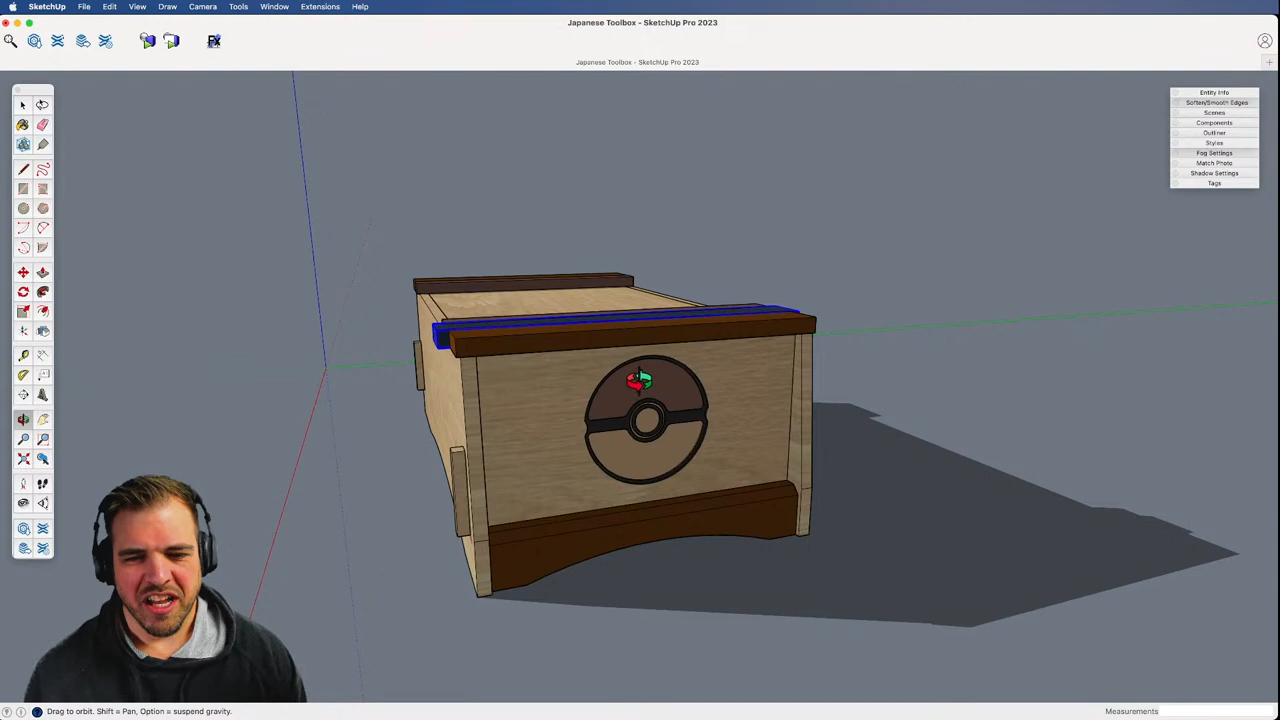 SketchUp File Edit View Draw Camera Tools Window Extensions Help
Japanese Toolbox - SketchUp Pro 2023
Japanese Toolbox - SketchUp Pro 2023
Entity Info
Soften/Smooth Edges
Scenes
Components
Outliner
Styles
Fog Settings
Match Photo
Shadow Settings
Tags
Drag to orbit. Shift = Pan, Option = suspend gravity.
Measurements